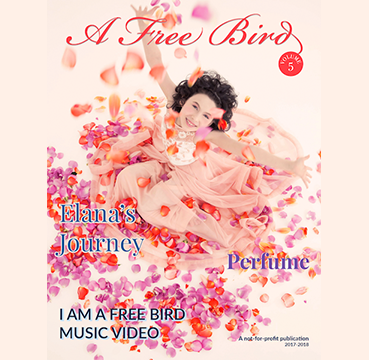 A Free Bird
VOLUME
5
Elana's
Journey
Perfume
I AM A FREE BIRD
MUSIC VIDEO
A not-for-profit publication
2017-2018